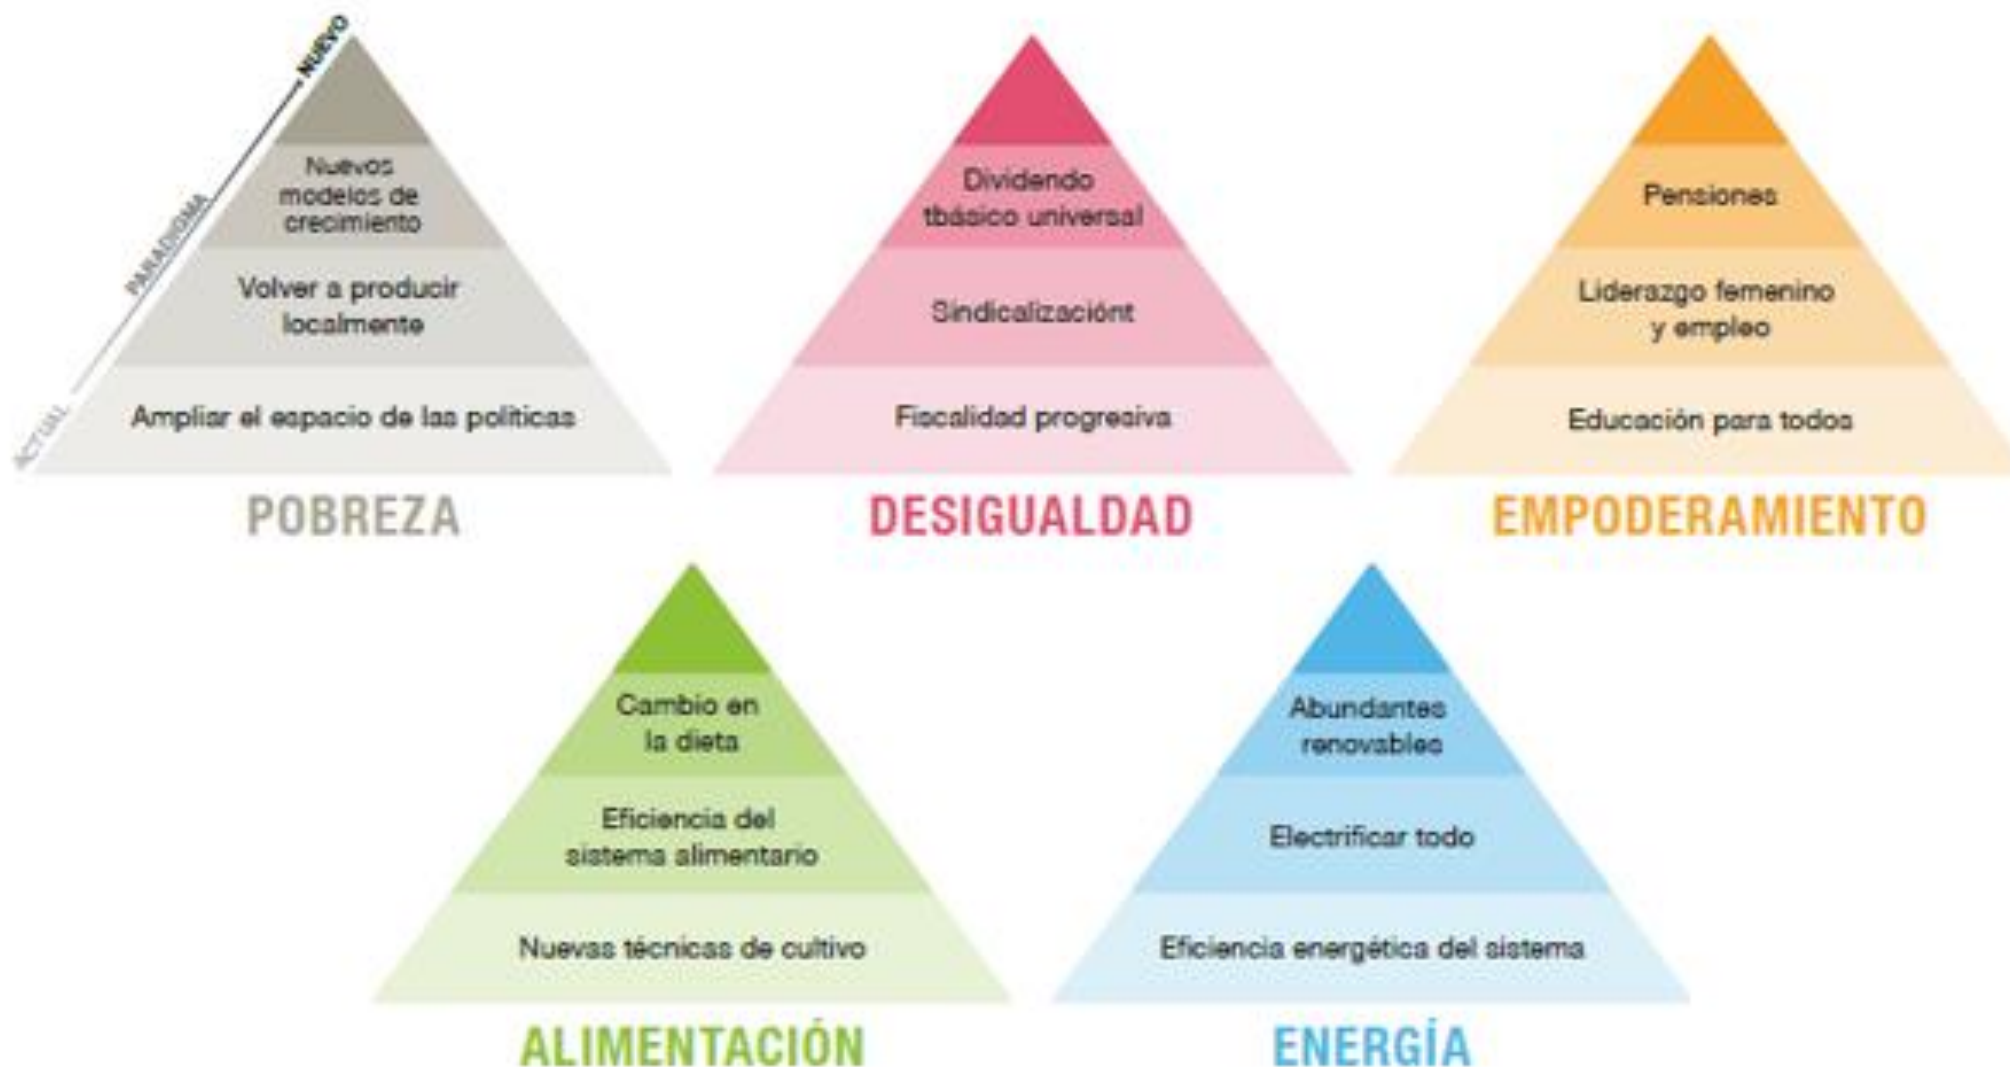 NUEVO
PARADIGMA
ACTUAL
Nuevos
modelos de
crecimiento
Volver a producir
localmente
Ampliar el espacio de las políticas
POBREZA
Dividendo
tbásico universal
Sindicalizaciónt
Fiscalidad progresiva
DESIGUALDAD
Pensiones
Liderazgo femenino
y empleo
Educación para todos
EMPODERAMIENTO
Cambio en
la dieta
Eficiencia del
sistema alimentario
Nuevas técnicas de cultivo
ALIMENTACIÓN
Abundantes
renovables
Electrificar todo
Eficiencia energética del sistema
ENERGÍA